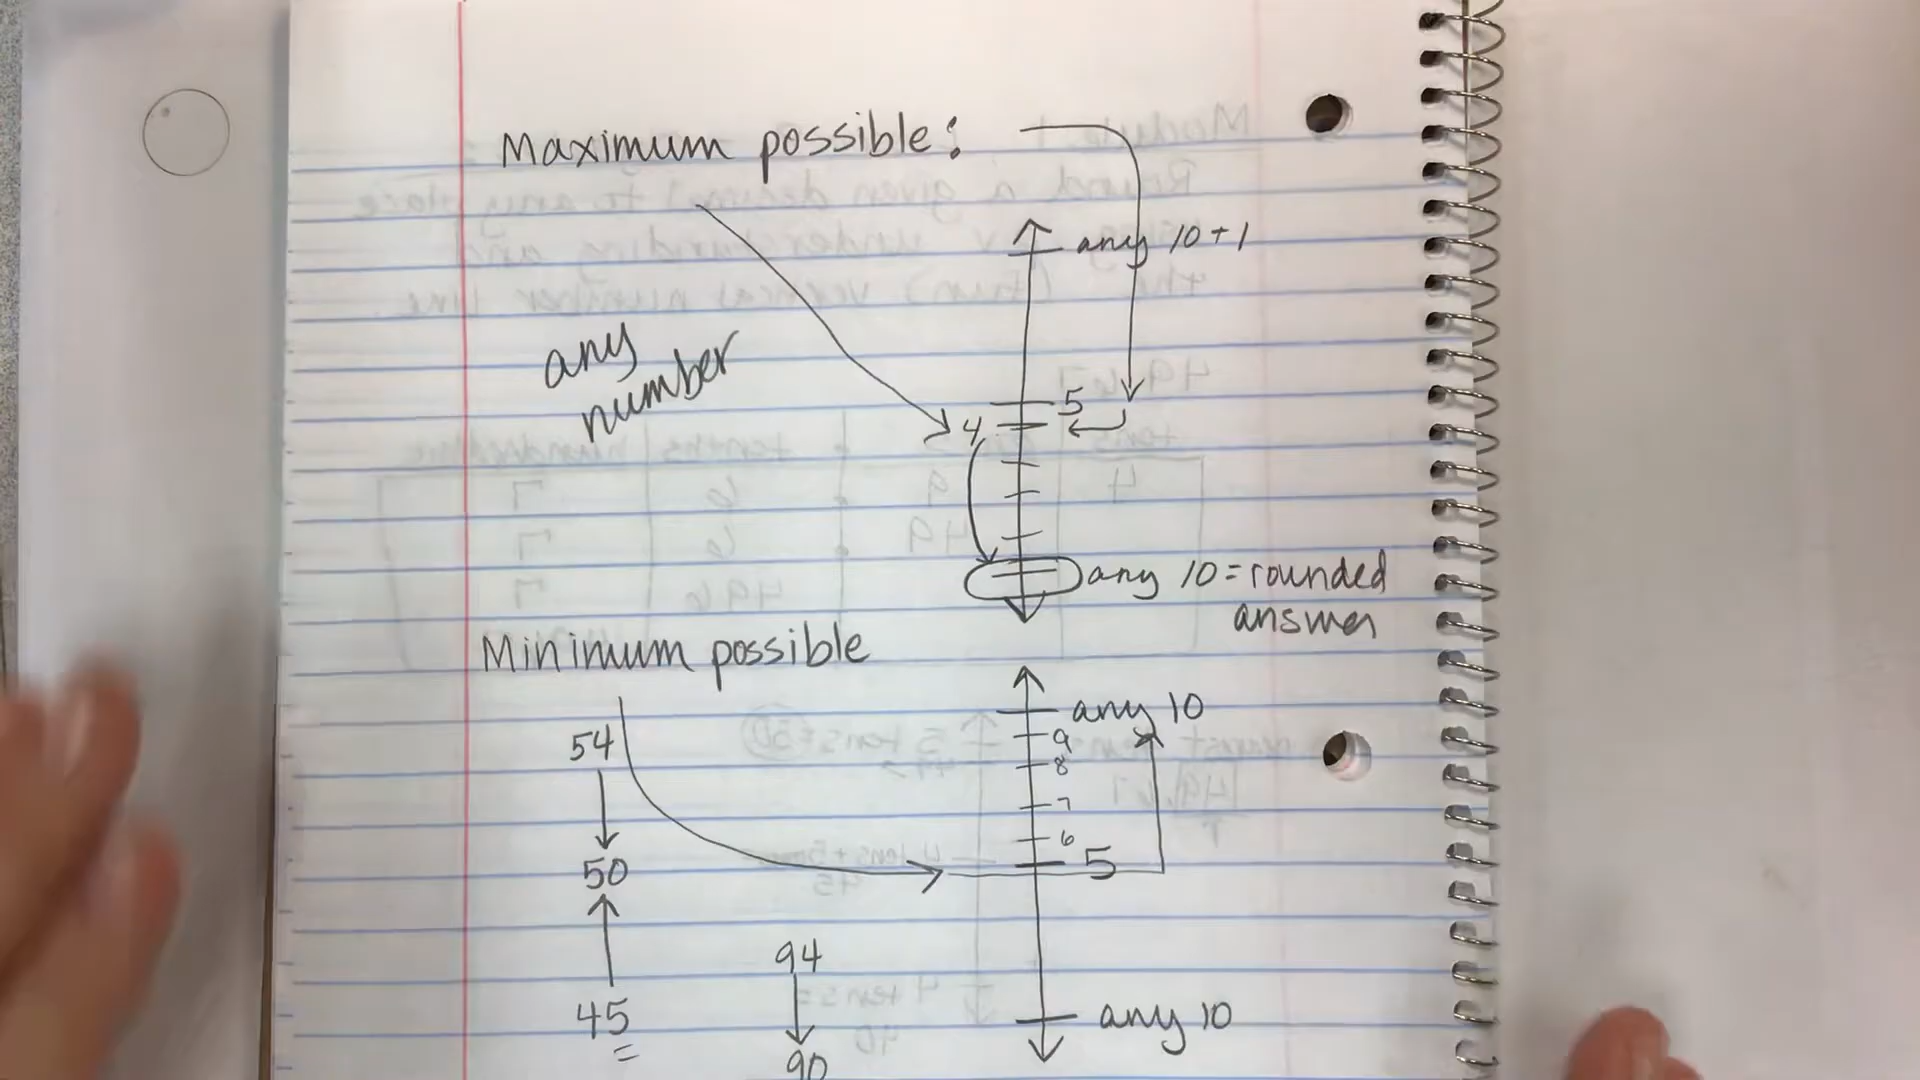 Maximum possible:
any 10 + 1
any
number
5
4
any 10 = rounded
answer
Minimum possible
any 10
9
8
7
6
5
any 10
54
50
45
94
90